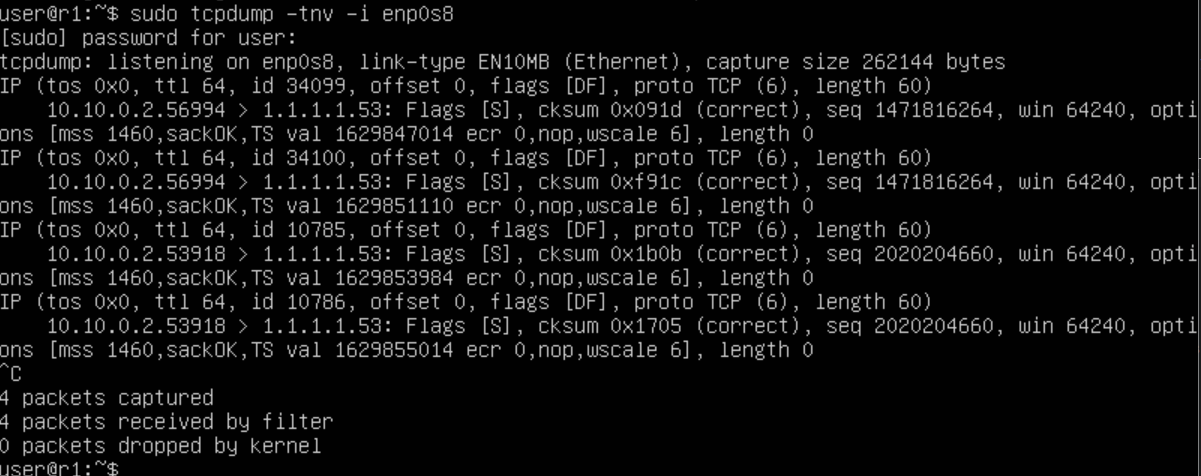 user@r1:~$ sudo tcpdump -tnv -i enp0s8
[sudo] password for user:
tcpdump: listening on enp0s8, link-type EN10MB (Ethernet), capture size 262144 bytes
IP (tos 0x0, ttl 64, id 34099, offset 0, flags [DF], proto TCP (6), length 60)
    10.10.0.2.56994 > 1.1.1.1.53: Flags [S], cksum 0x091d (correct), seq 1471816264, win 64240, opti
ons [mss 1460,sackOK,TS val 1629847014 ecr 0,nop,wscale 6], length 0
IP (tos 0x0, ttl 64, id 34100, offset 0, flags [DF], proto TCP (6), length 60)
    10.10.0.2.56994 > 1.1.1.1.53: Flags [S], cksum 0xf91c (correct), seq 1471816264, win 64240, opti
ons [mss 1460,sackOK,TS val 1629851110 ecr 0,nop,wscale 6], length 0
IP (tos 0x0, ttl 64, id 10785, offset 0, flags [DF], proto TCP (6), length 60)
    10.10.0.2.53918 > 1.1.1.1.53: Flags [S], cksum 0x1b0b (correct), seq 2020204660, win 64240, opti
ons [mss 1460,sackOK,TS val 1629853984 ecr 0,nop,wscale 6], length 0
IP (tos 0x0, ttl 64, id 10786, offset 0, flags [DF], proto TCP (6), length 60)
    10.10.0.2.53918 > 1.1.1.1.53: Flags [S], cksum 0x1705 (correct), seq 2020204660, win 64240, opti
ons [mss 1460,sackOK,TS val 1629855014 ecr 0,nop,wscale 6], length 0
^C
4 packets captured
4 packets received by filter
0 packets dropped by kernel
user@r1:~$